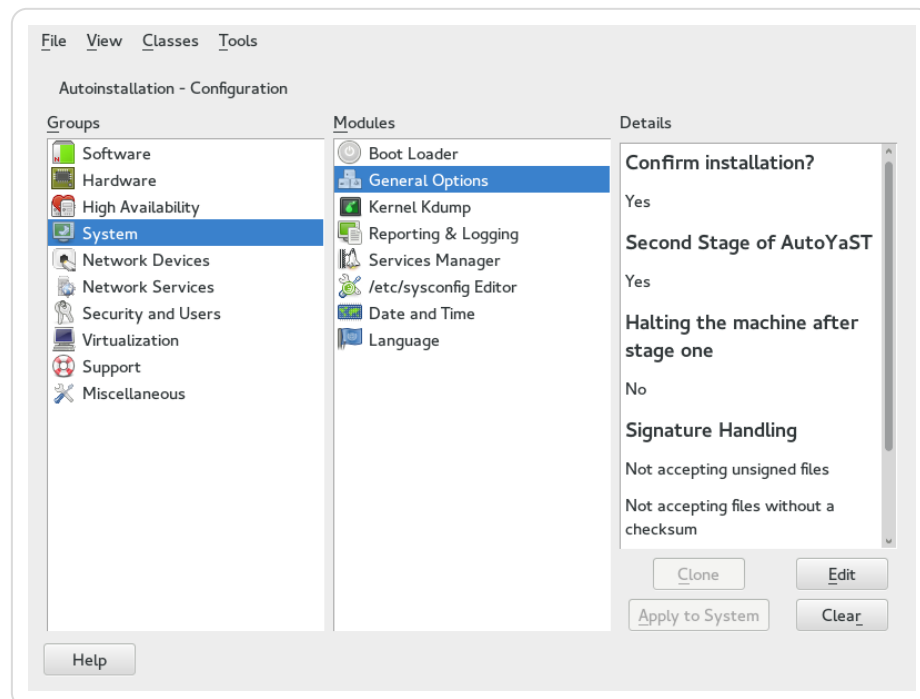 File View Classes Tools
Autoinstallation - Configuration
Groups
Software
Hardware
High Availability
System
Network Devices
Network Services
Security and Users
Virtualization
Support
Miscellaneous
Modules
Boot Loader
General Options
Kernel Kdump
Reporting & Logging
Services Manager
/etc/sysconfig Editor
Date and Time
Language
Details
Confirm installation?
Yes
Second Stage of AutoYaST
Yes
Halting the machine after
stage one
No
Signature Handling
Not accepting unsigned files
Not accepting files without a
checksum
Clone Edit
Apply to System Clear
Help